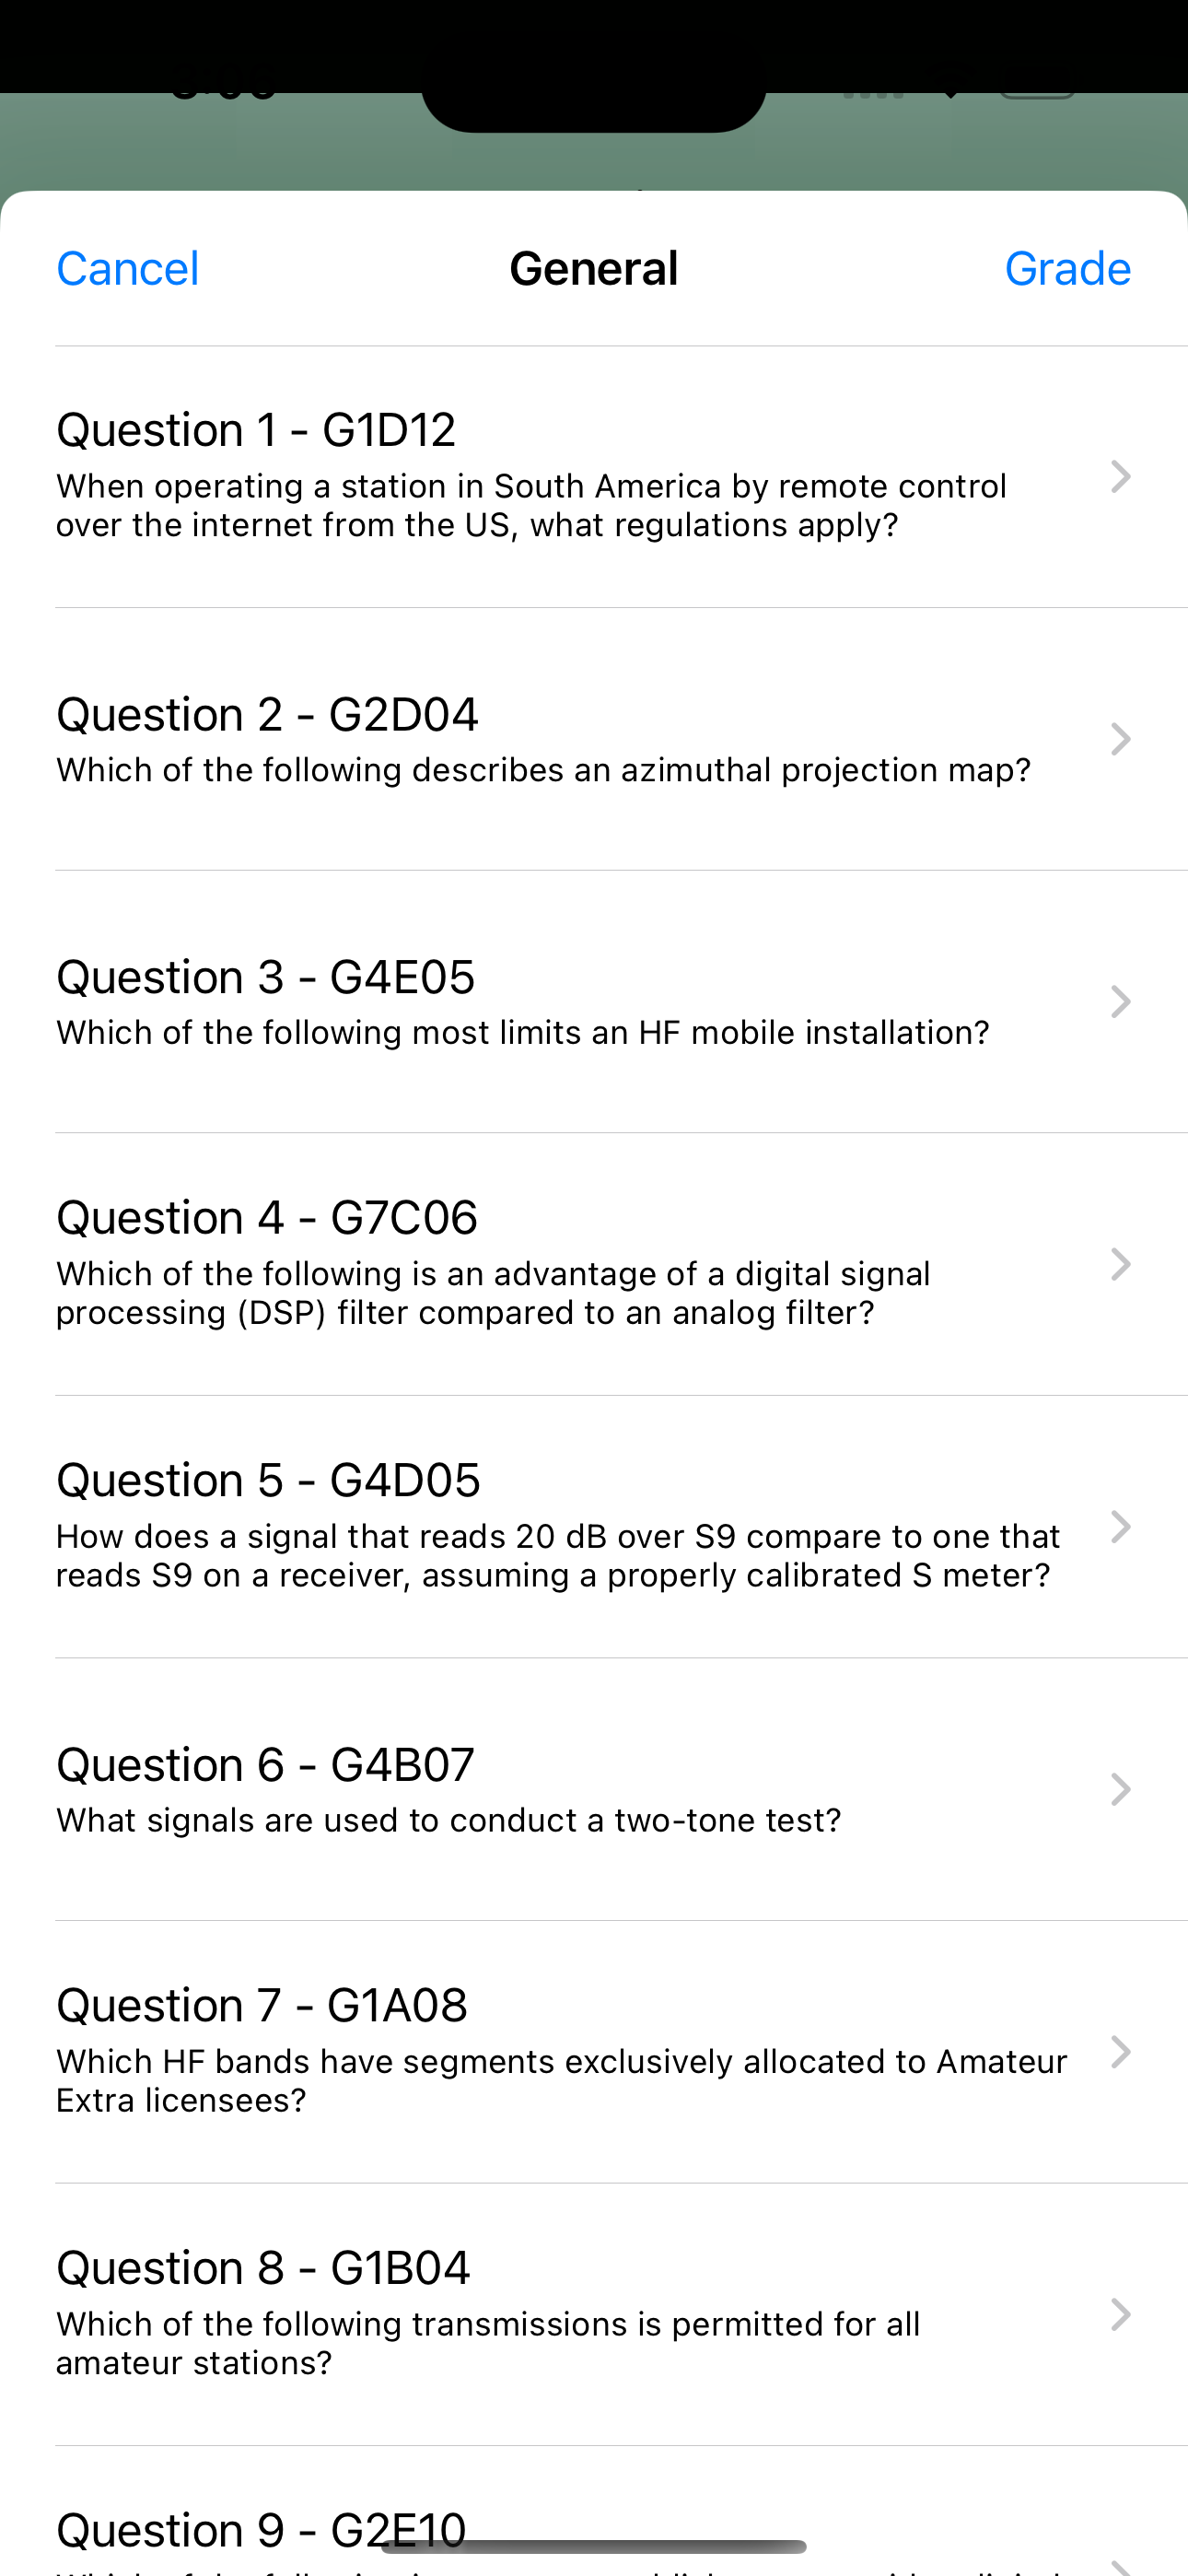 Cancel General Grade
Question 1 - G1D12
When operating a station in South America by remote control
over the internet from the US, what regulations apply?
Question 2 - G2D04
Which of the following describes an azimuthal projection map?
Question 3 - G4E05
Which of the following most limits an HF mobile installation?
Question 4 - G7C06
Which of the following is an advantage of a digital signal
processing (DSP) filter compared to an analog filter?
Question 5 - G4D05
How does a signal that reads 20 dB over S9 compare to one that
reads S9 on a receiver, assuming a properly calibrated S meter?
Question 6 - G4B07
What signals are used to conduct a two-tone test?
Question 7 - G1A08
Which HF bands have segments exclusively allocated to Amateur
Extra licensees?
Question 8 - G1B04
Which of the following transmissions is permitted for all
amateur stations?
Question 9 - G2E10